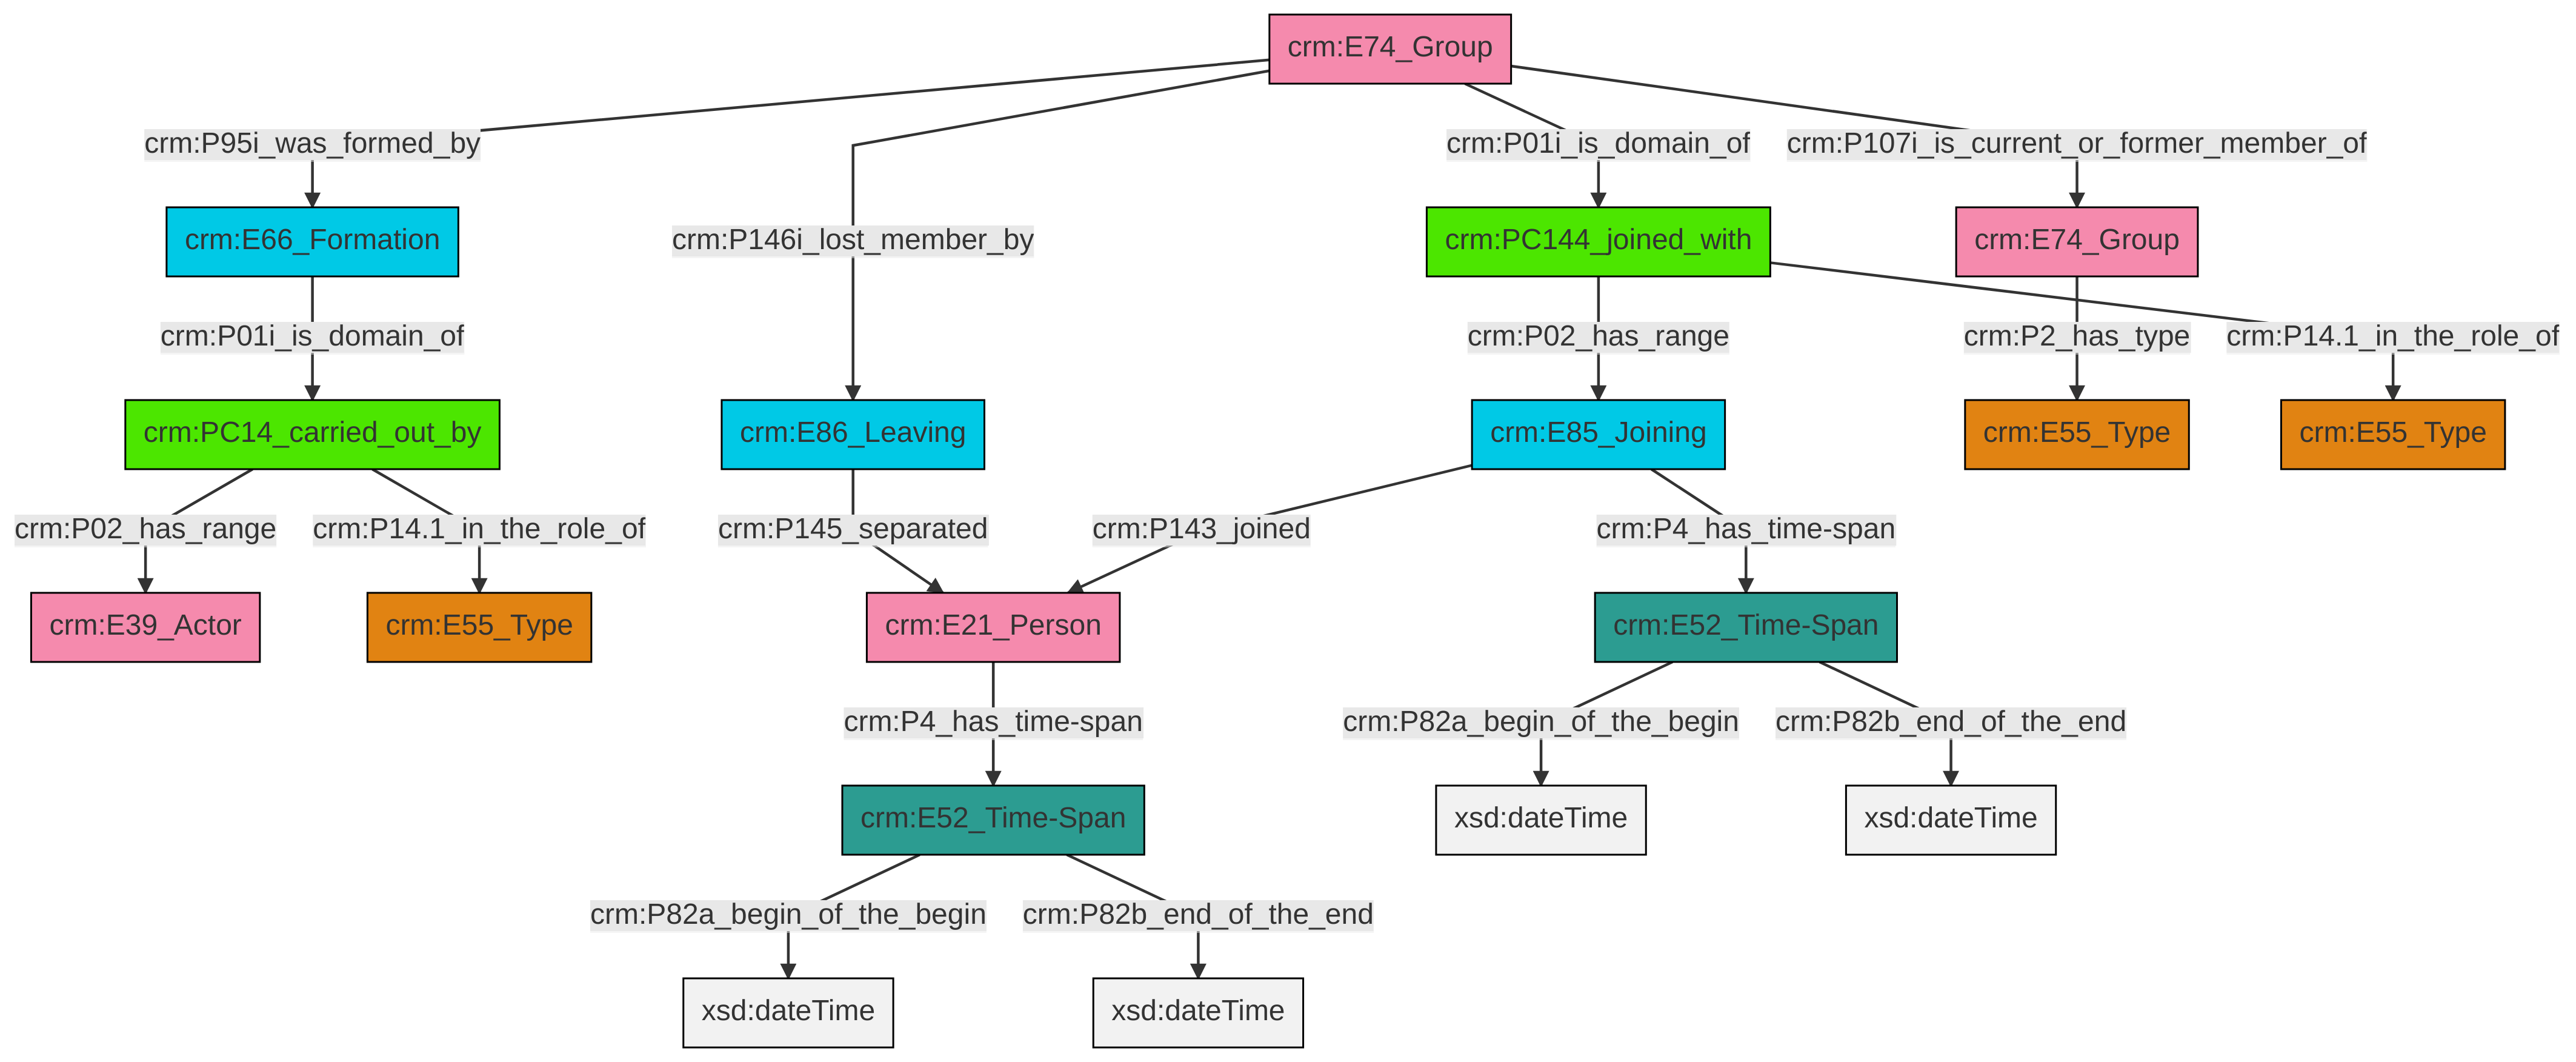 crm:E74_Group
crm:P95i_was_formed_by
crm:P01i_is_domain_of
crm:P107i_is_current_or_former_member_of
crm:P146i_lost_member_by
crm:E66_Formation
crm:PC144_joined_with
crm:E74_Group
crm:P01i_is_domain_of
crm:P02_has_range
crm:P2_has_type
crm:P14.1_in_the_role_of
crm:PC14_carried_out_by
crm:E86_Leaving
crm:E85_Joining
crm:E55_Type
crm:E55_Type
crm:P02_has_range
crm:P14.1_in_the_role_of
crm:P145_separated
crm:P143_joined
crm:P4_has_time-span
crm:E39_Actor
crm:E55_Type
crm:E21_Person
crm:E52_Time-Span
crm:P4_has_time-span
crm:P82a_begin_of_the_begin
crm:P82b_end_of_the_end
crm:E52_Time-Span
xsd:dateTime
xsd:dateTime
crm:P82a_begin_of_the_begin
crm:P82b_end_of_the_end
xsd:dateTime
xsd:dateTime